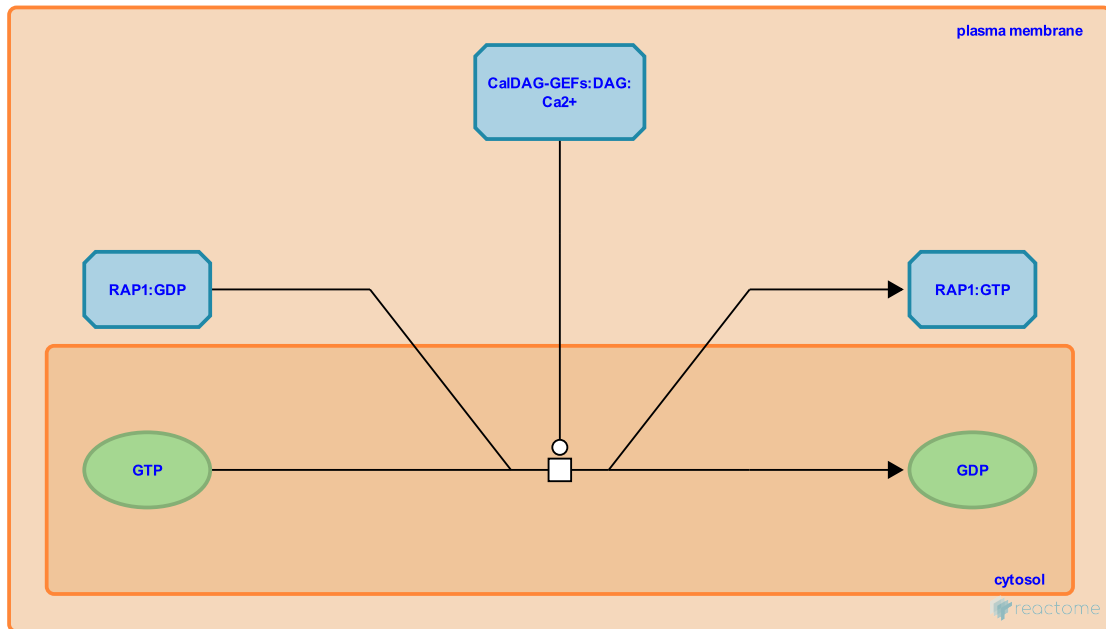 plasma membrane
CalDAG-GEFs:DAG:
Ca2+
RAP1:GDP
RAP1:GTP
GTP
GDP
cytosol
reactome